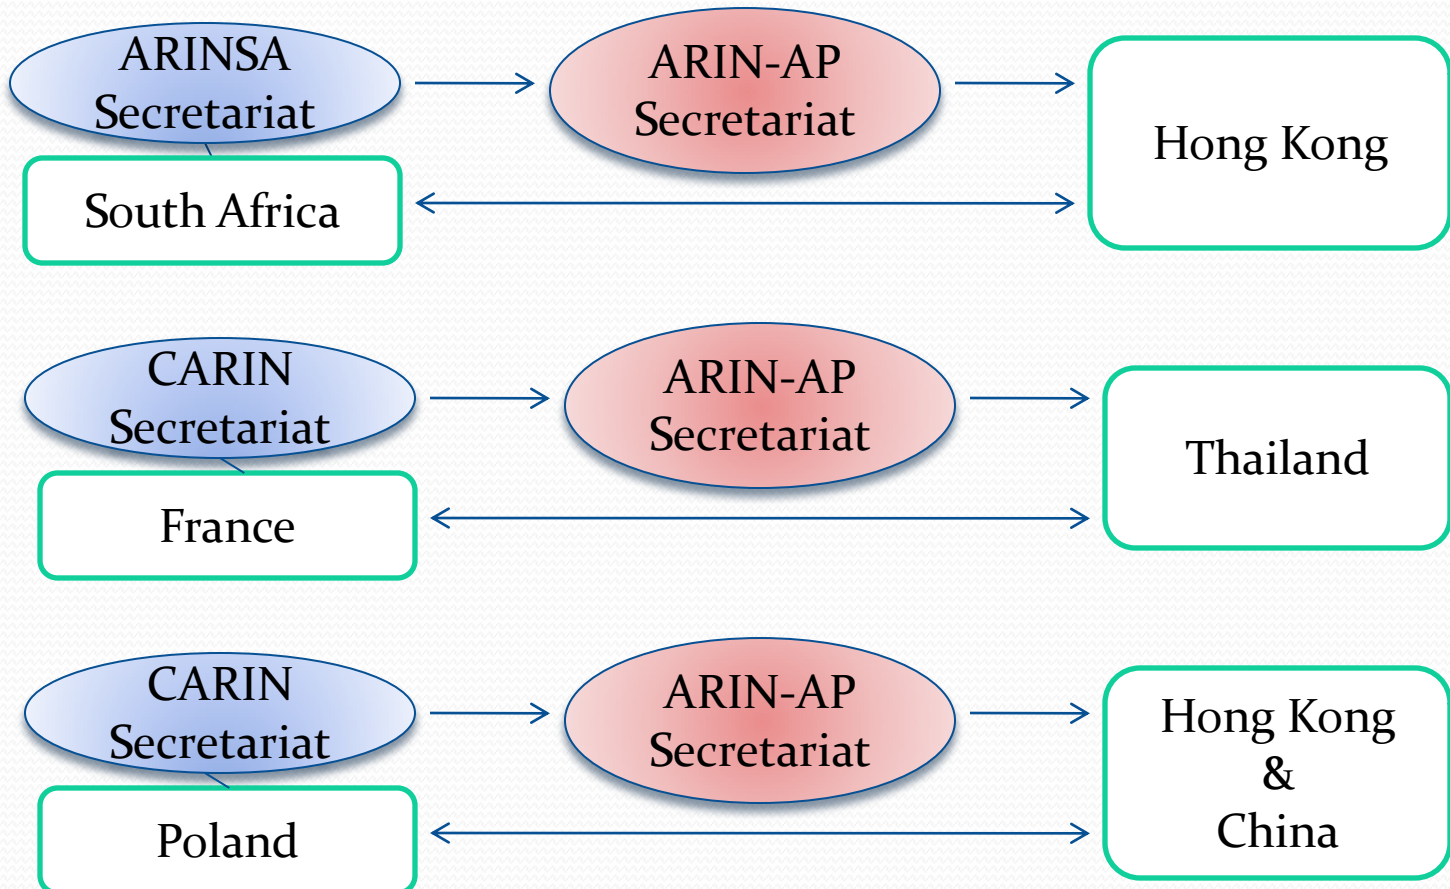 ARINSA
Secretariat
ARIN-AP
Secretariat
Hong Kong
South Africa
CARIN
Secretariat
ARIN-AP
Secretariat
Thailand
France
CARIN
Secretariat
ARIN-AP
Secretariat
Hong Kong
&
China
Poland